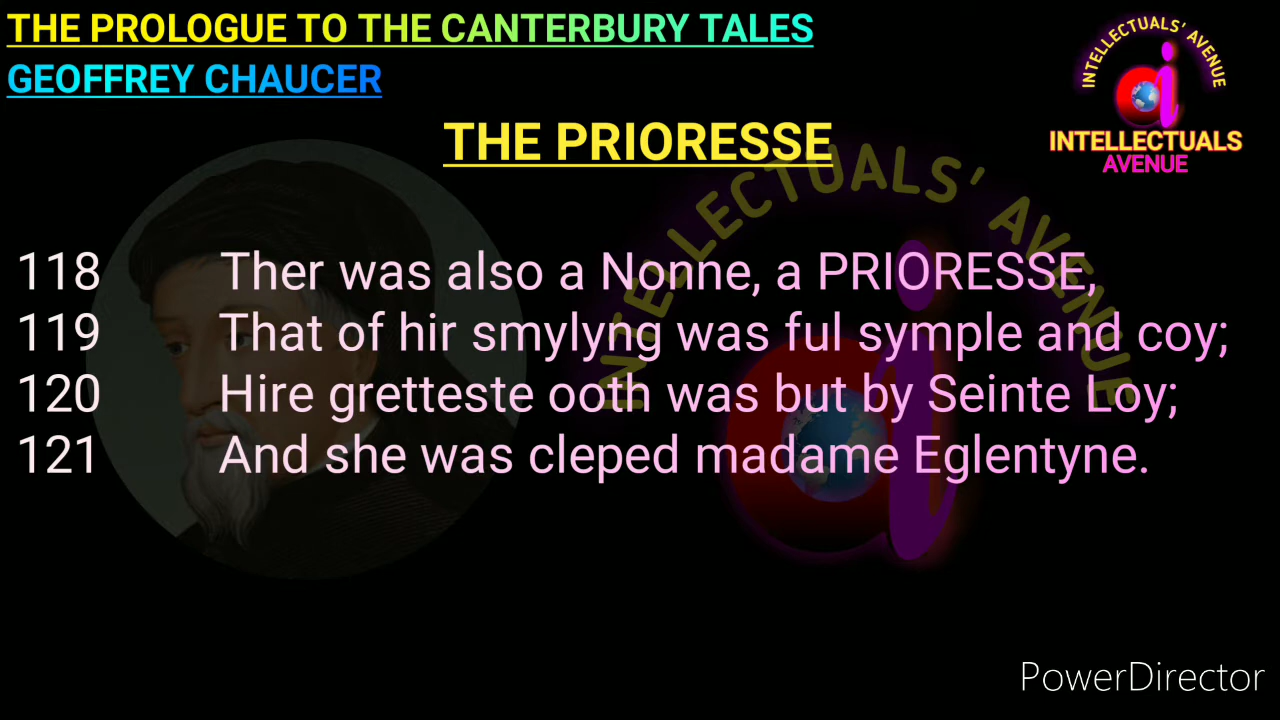 THE PROLOGUE TO THE CANTERBURY TALES
GEOFFREY CHAUCER
INTELLECTUALS' AVENUE
INTELLECTUALS
AVENUE
THE PRIORESSE
INTELLECTUALS' AVENUE
118 Ther was also a Nonne, a PRIORESSE,
119 That of hir smylyng was ful symple and coy;
120 Hire gretteste ooth was but by Seinte Loy;
121 And she was cleped madame Eglentyne.
PowerDirector